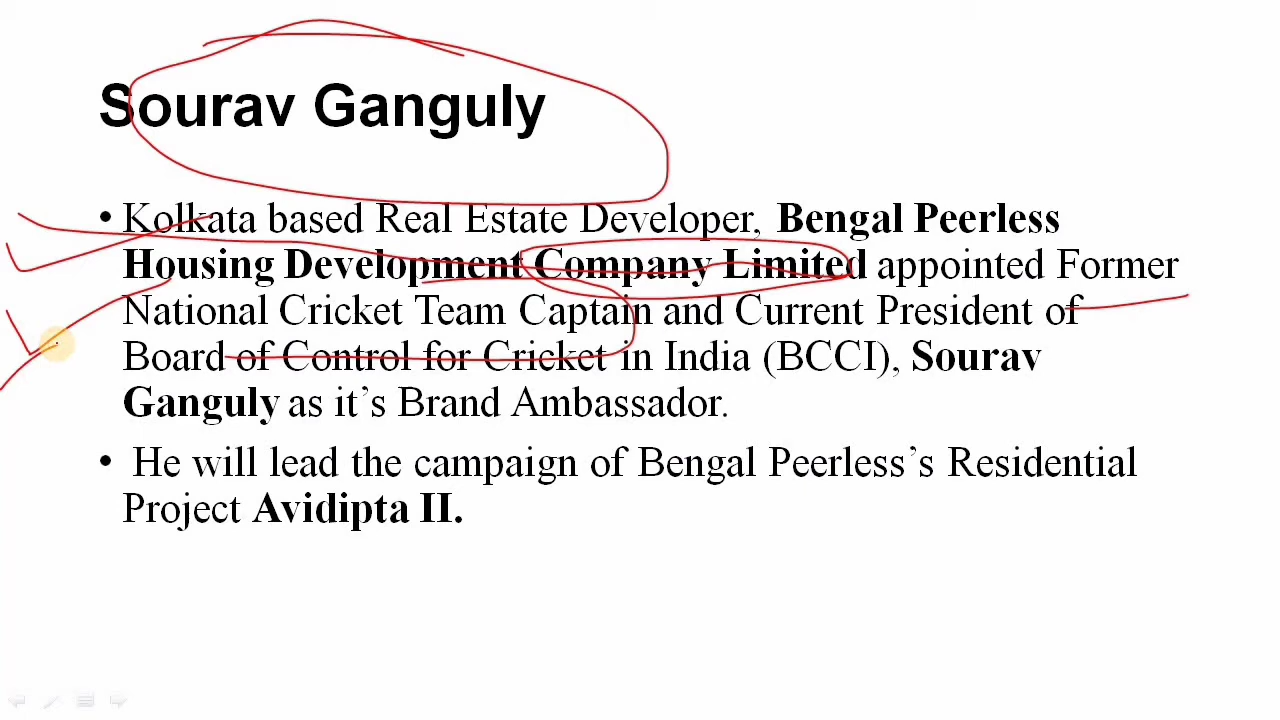 Sourav Ganguly
• Kolkata based Real Estate Developer, Bengal Peerless
Housing Development Company Limited appointed Former
National Cricket Team Captain and Current President of
Board of Control for Cricket in India (BCCI), Sourav
Ganguly as it’s Brand Ambassador.
• He will lead the campaign of Bengal Peerless’s Residential
Project Avidipta II.